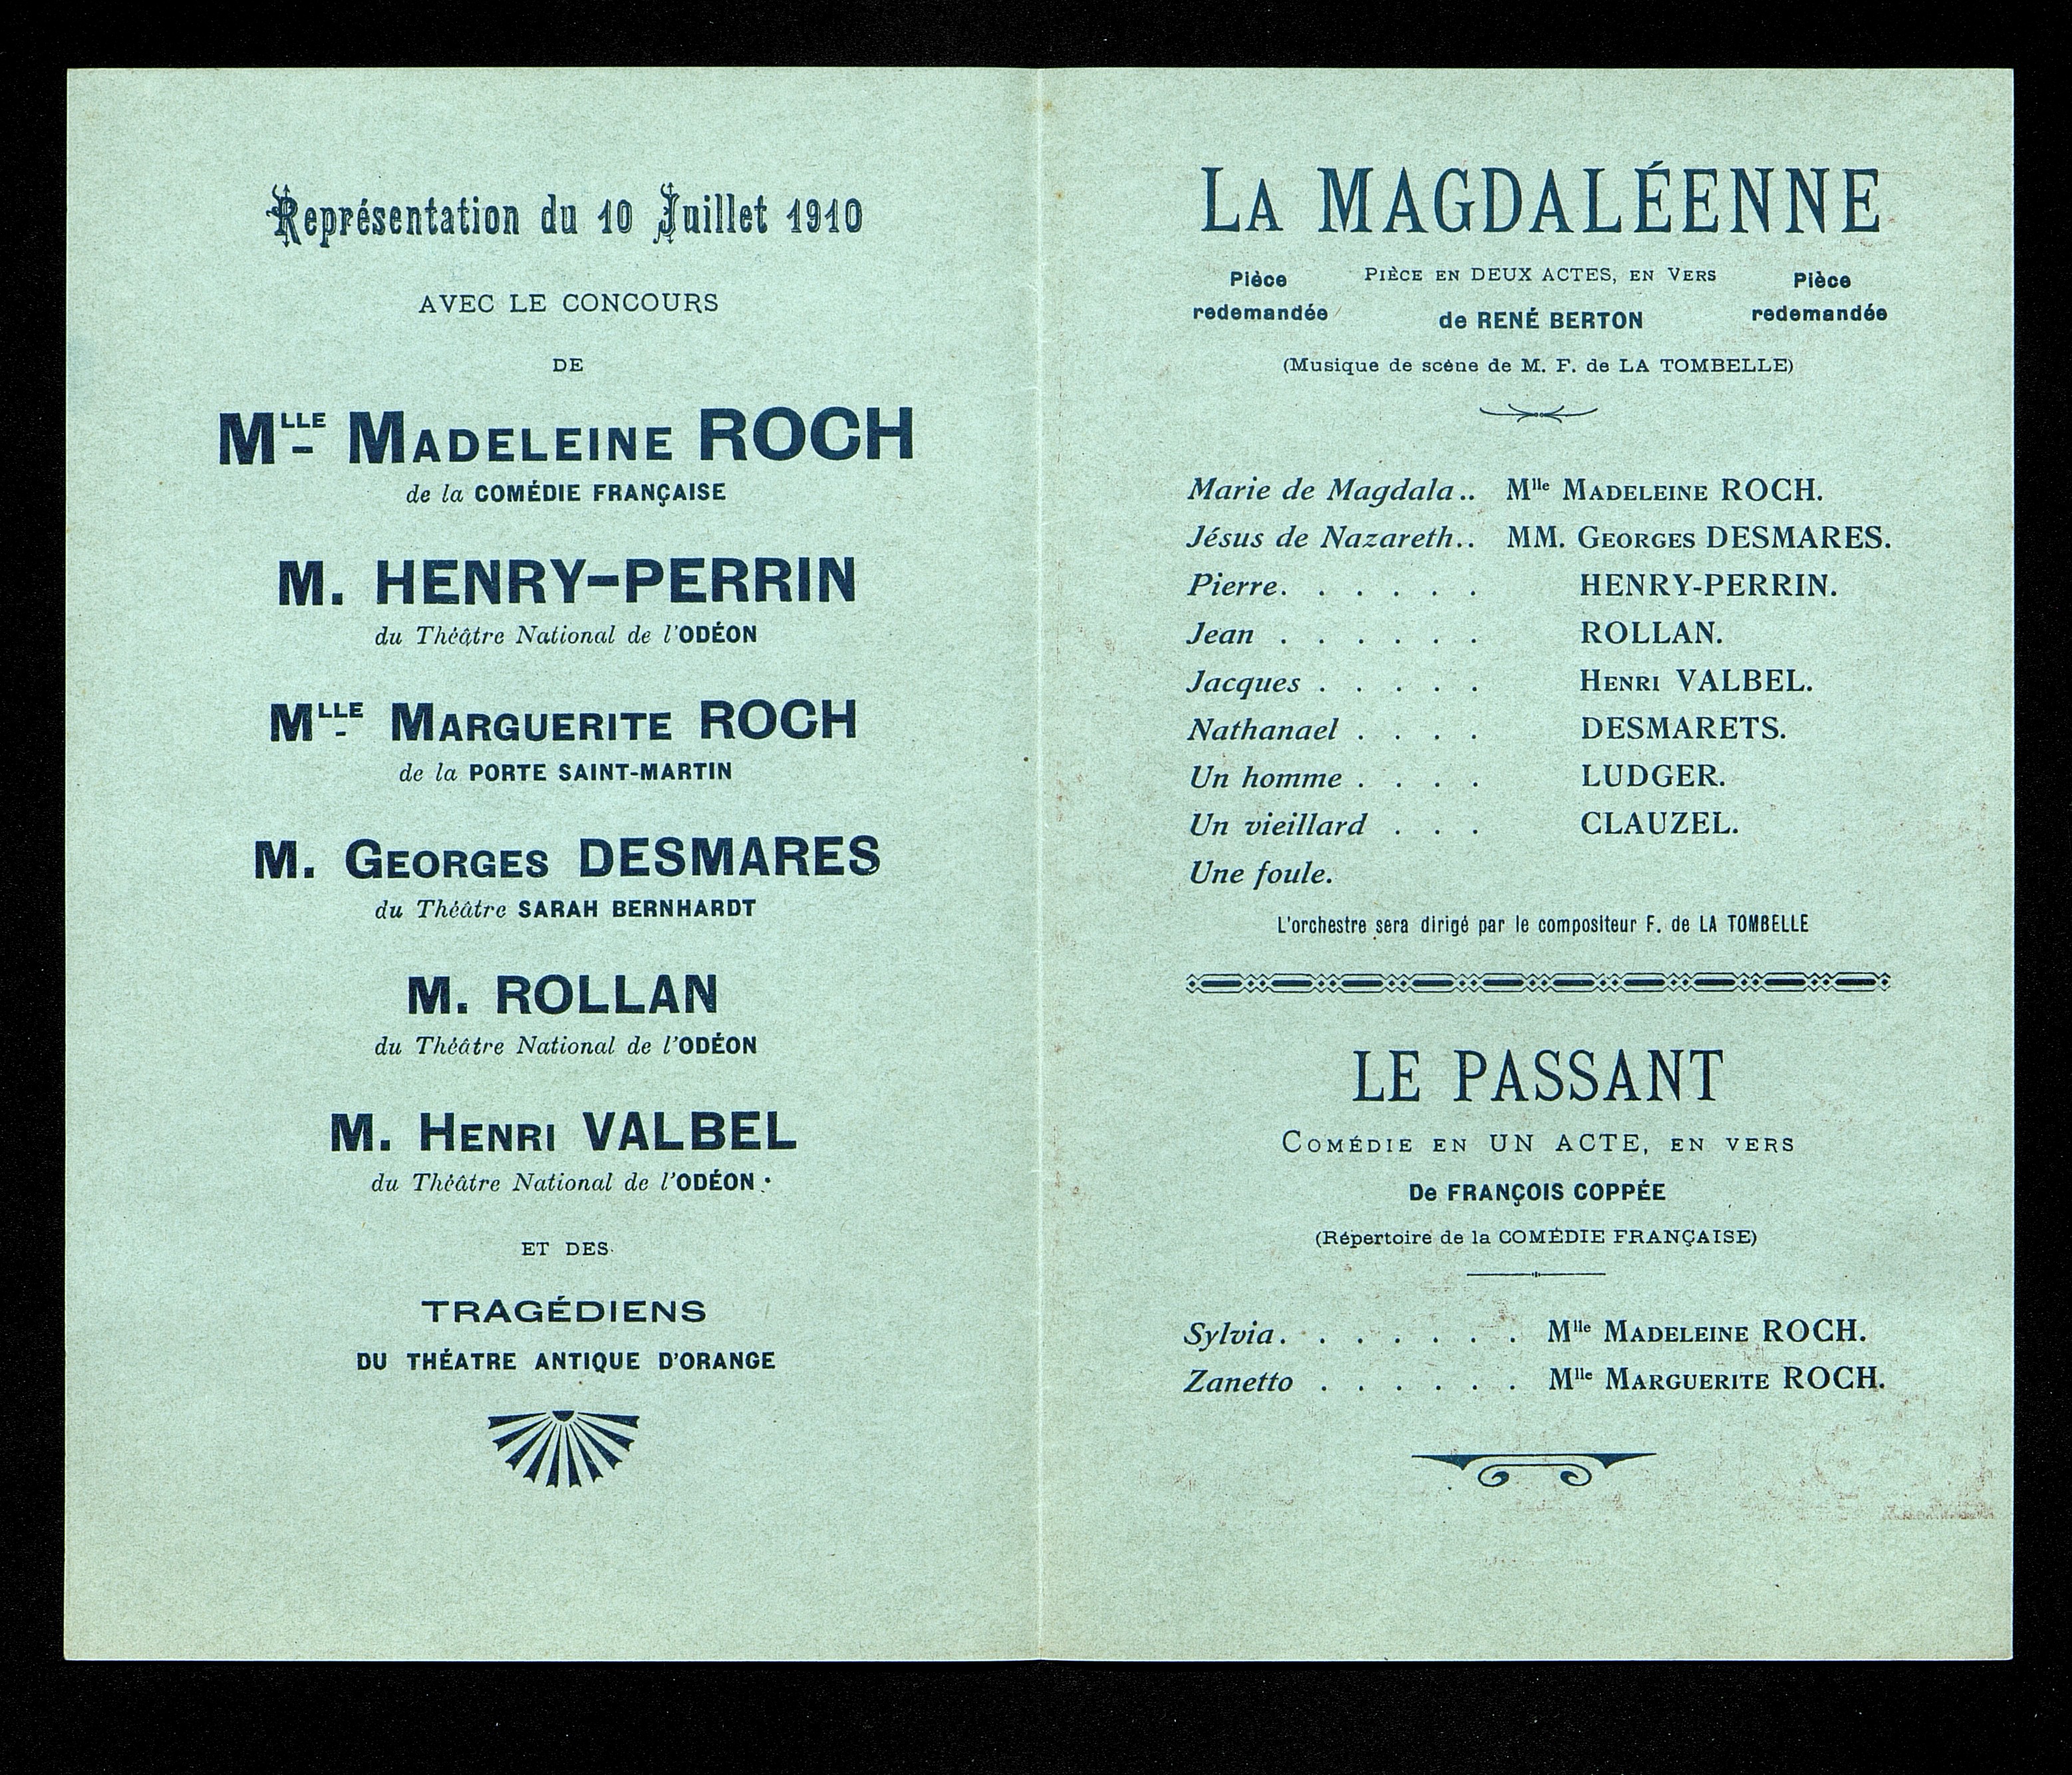 Représentation du 10 Juillet 1910
AVEC LE CONCOURS
DE
MLLE MADELEINE ROCH
de la COMÉDIE FRANÇAISE
M. HENRY-PERRIN
du Théâtre National de l'ODÉON
MLLE MARGUERITE ROCH
de la PORTE SAINT-MARTIN
M. GEORGES DESMARES
du Théâtre SARAH BERNHARDT
M. ROLLAN
du Théâtre National de l'ODÉON
M. HENRI VALBEL
du Théâtre National de l'ODÉON
ET DES
TRAGÉDIENS
DU THÉATRE ANTIQUE D'ORANGE
LA MAGDALÉENNE
PIÈCE EN DEUX ACTES, EN VERS
Pièce redemandée
de RENÉ BERTON
Pièce redemandée
(Musique de scène de M. F. de LA TOMBELLE)
Marie de Magdala.. Mlle MADELEINE ROCH.
Jésus de Nazareth.. MM. GEORGES DESMARES.
Pierre. . . . . . HENRY-PERRIN.
Jean . . . . . . ROLLAN.
Jacques . . . . . HENRI VALBEL.
Nathanael . . . . DESMARETS.
Un homme . . . . LUDGER.
Un vieillard . . . CLAUZEL.
Une foule.
L'orchestre sera dirigé par le compositeur F. de LA TOMBELLE
LE PASSANT
COMÉDIE EN UN ACTE, EN VERS
De FRANÇOIS COPPÉE
(Répertoire de la COMÉDIE FRANÇAISE)
Sylvia. . . . . . . Mlle MADELEINE ROCH.
Zanetto . . . . . . Mlle MARGUERITE ROCH.